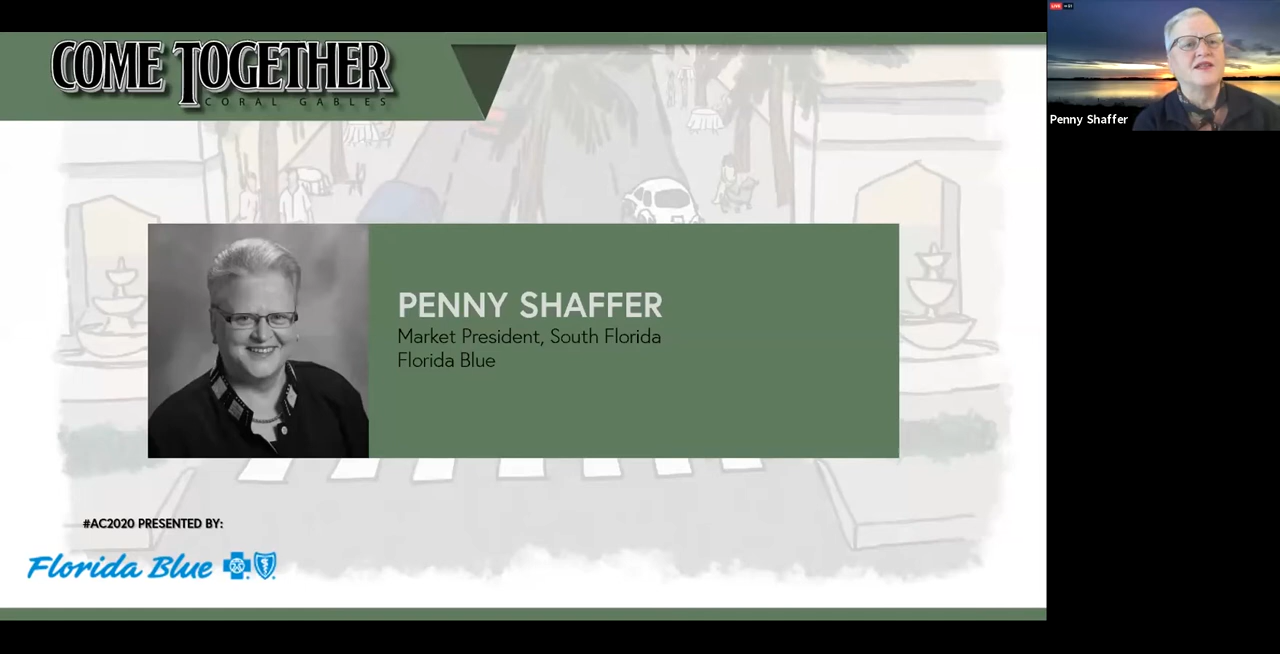 COME TOGETHER
CORAL GABLES
PENNY SHAFFER
Market President, South Florida
Florida Blue
#AC2020 PRESENTED BY:
Florida Blue
LIVE
Penny Shaffer